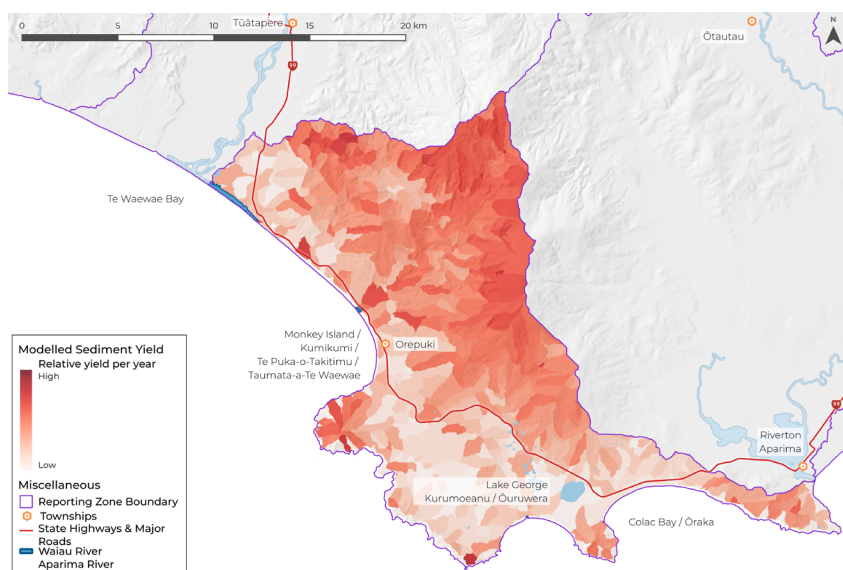 Tūātapere
0
5
10
15
20 km
Ōtautau
N
99
Te Waewae Bay
Monkey Island /
Kumikumi /
Te Puka-o-Takitimu /
Taumata-a-Te Waewae
Orepuki
Modelled Sediment Yield
Relative yield per year
High
Low
Miscellaneous
Reporting Zone Boundary
Townships
State Highways & Major
Roads
Waiau River
Aparima River
99
Riverton
Aparima
Lake George
Kurumoeanu / Ōuruwera
Colac Bay / Ōraka